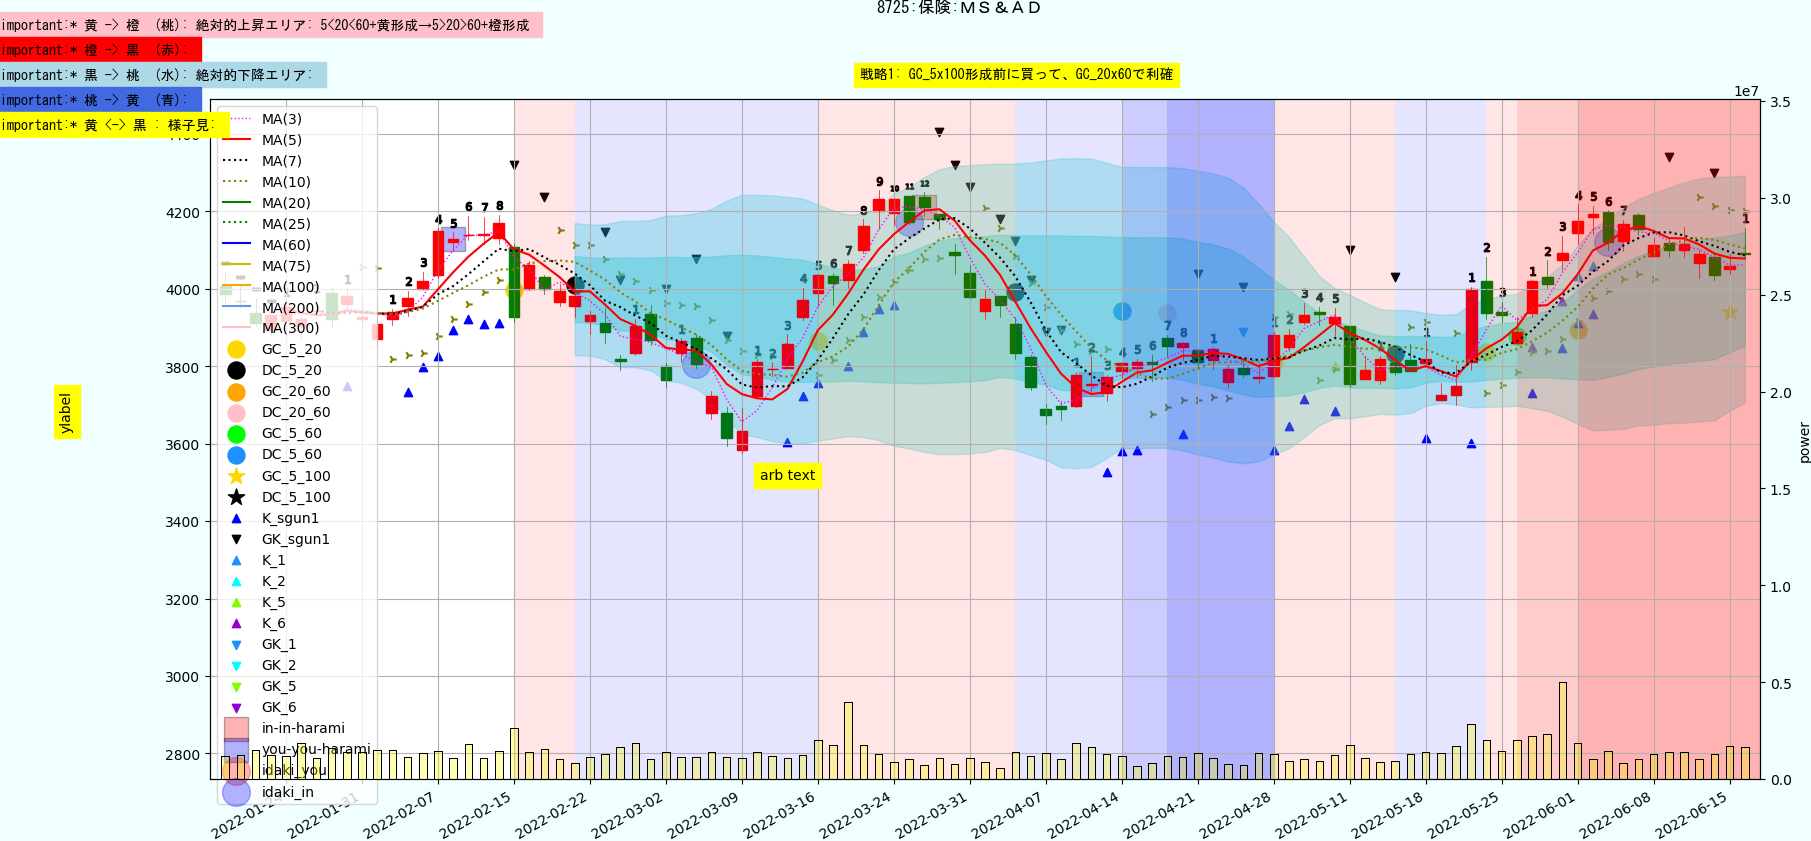 8725:保険:MS&AD
important:* 黄 -> 橙 (桃): 絶対的上昇エリア: 5<20<60+黄形成→5>20>60+橙形成
important:* 橙 -> 黒 (赤):
important:* 黒 -> 桃 (水): 絶対的下降エリア:
important:* 桃 -> 黄 (青):
important:* 黄 <-> 黒 : 様子見:
戦略1: GC_5x100形成前に買って、GC_20x60で利確
1e7
MA(3)
MA(5)
MA(7)
MA(10)
MA(20)
MA(25)
MA(60)
MA(75)
MA(100)
MA(200)
MA(300)
GC_5_20
DC_5_20
GC_20_60
DC_20_60
GC_5_60
DC_5_60
GC_5_100
DC_5_100
K_sgun1
GK_sgun1
K_1
K_2
K_5
K_6
GK_1
GK_2
GK_5
GK_6
in-in-harami
you-you-harami
idaki_you
idaki_in
4200
4000
3800
3600
3400
3200
3000
2800
ylabel
arb text
3.5
3.0
2.5
2.0
1.5
1.0
0.5
0.0
power
2022-01-24
2022-01-31
2022-02-07
2022-02-15
2022-02-22
2022-03-02
2022-03-09
2022-03-16
2022-03-24
2022-03-31
2022-04-07
2022-04-14
2022-04-21
2022-04-28
2022-05-11
2022-05-18
2022-05-25
2022-06-01
2022-06-08
2022-06-15